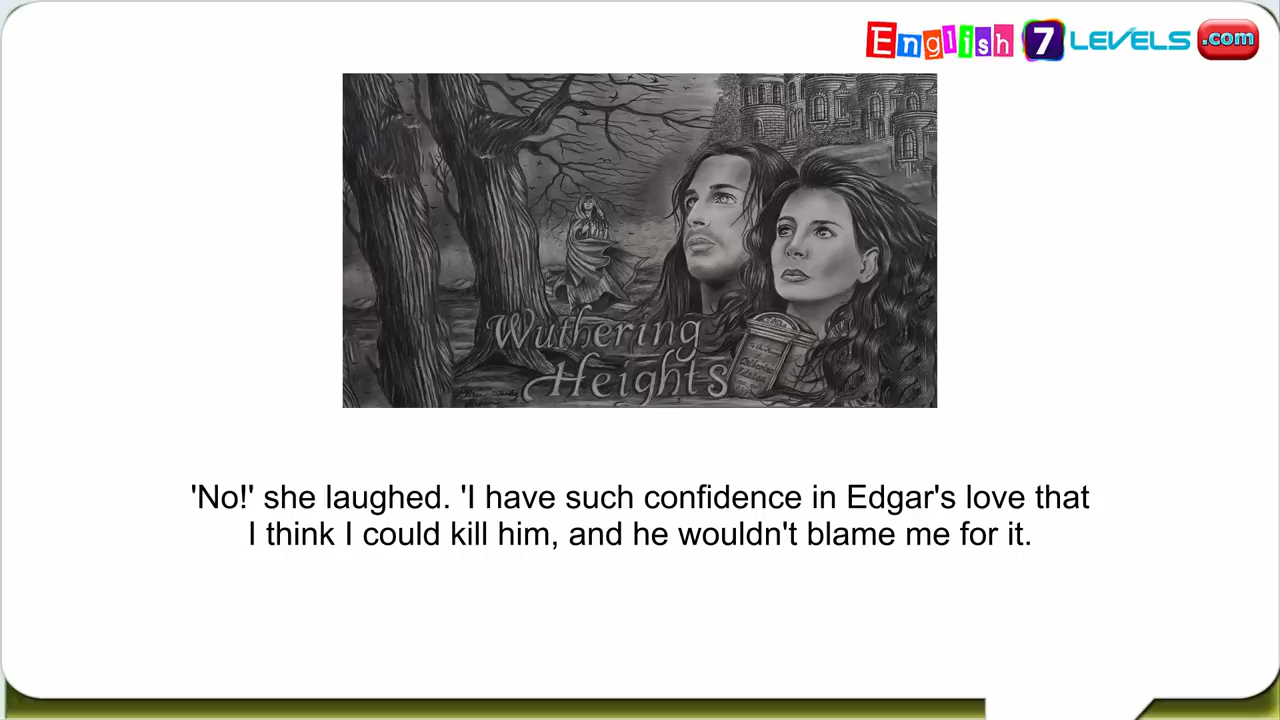 English 7 LEVELS .com
Wuthering
Heights
'No!' she laughed. 'I have such confidence in Edgar's love that
I think I could kill him, and he wouldn't blame me for it.